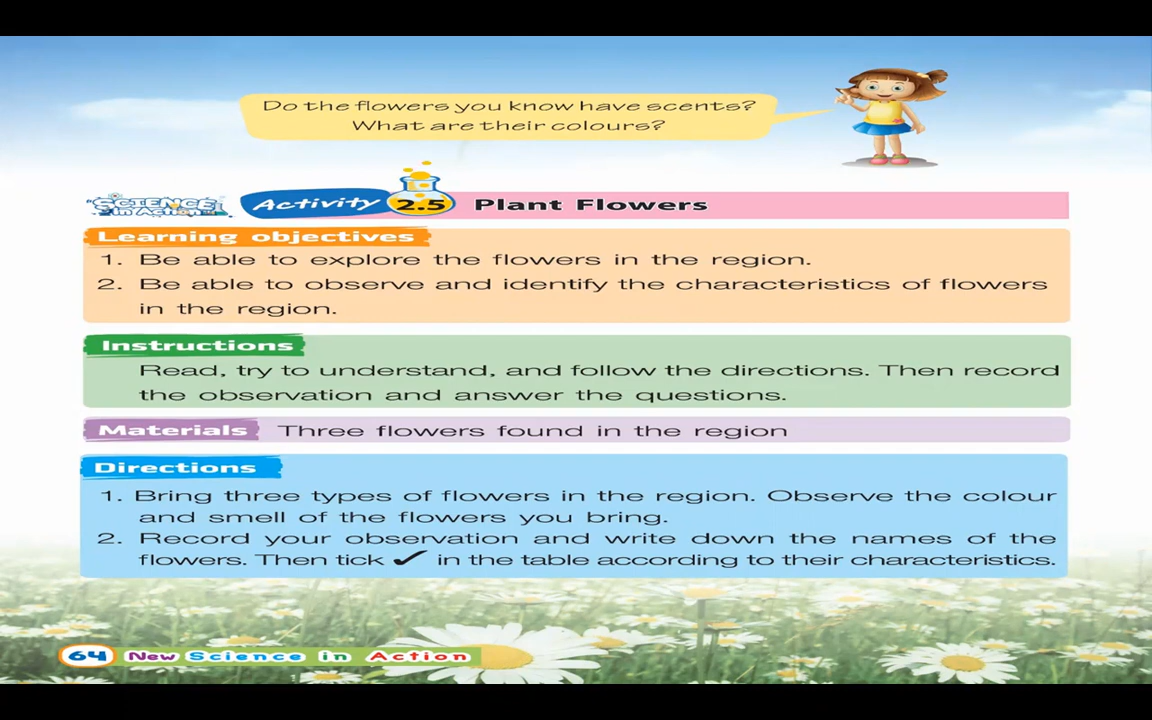 Do the flowers you know have scents?
What are their colours?
SCIENCE
in Action
Activity 2.5 Plant Flowers
Learning objectives
1. Be able to explore the flowers in the region.
2. Be able to observe and identify the characteristics of flowers
in the region.
Instructions
Read, try to understand, and follow the directions. Then record
the observation and answer the questions.
Materials Three flowers found in the region
Directions
1. Bring three types of flowers in the region. Observe the colour
and smell of the flowers you bring.
2. Record your observation and write down the names of the
flowers. Then tick ✓ in the table according to their characteristics.
64 New Science in Action